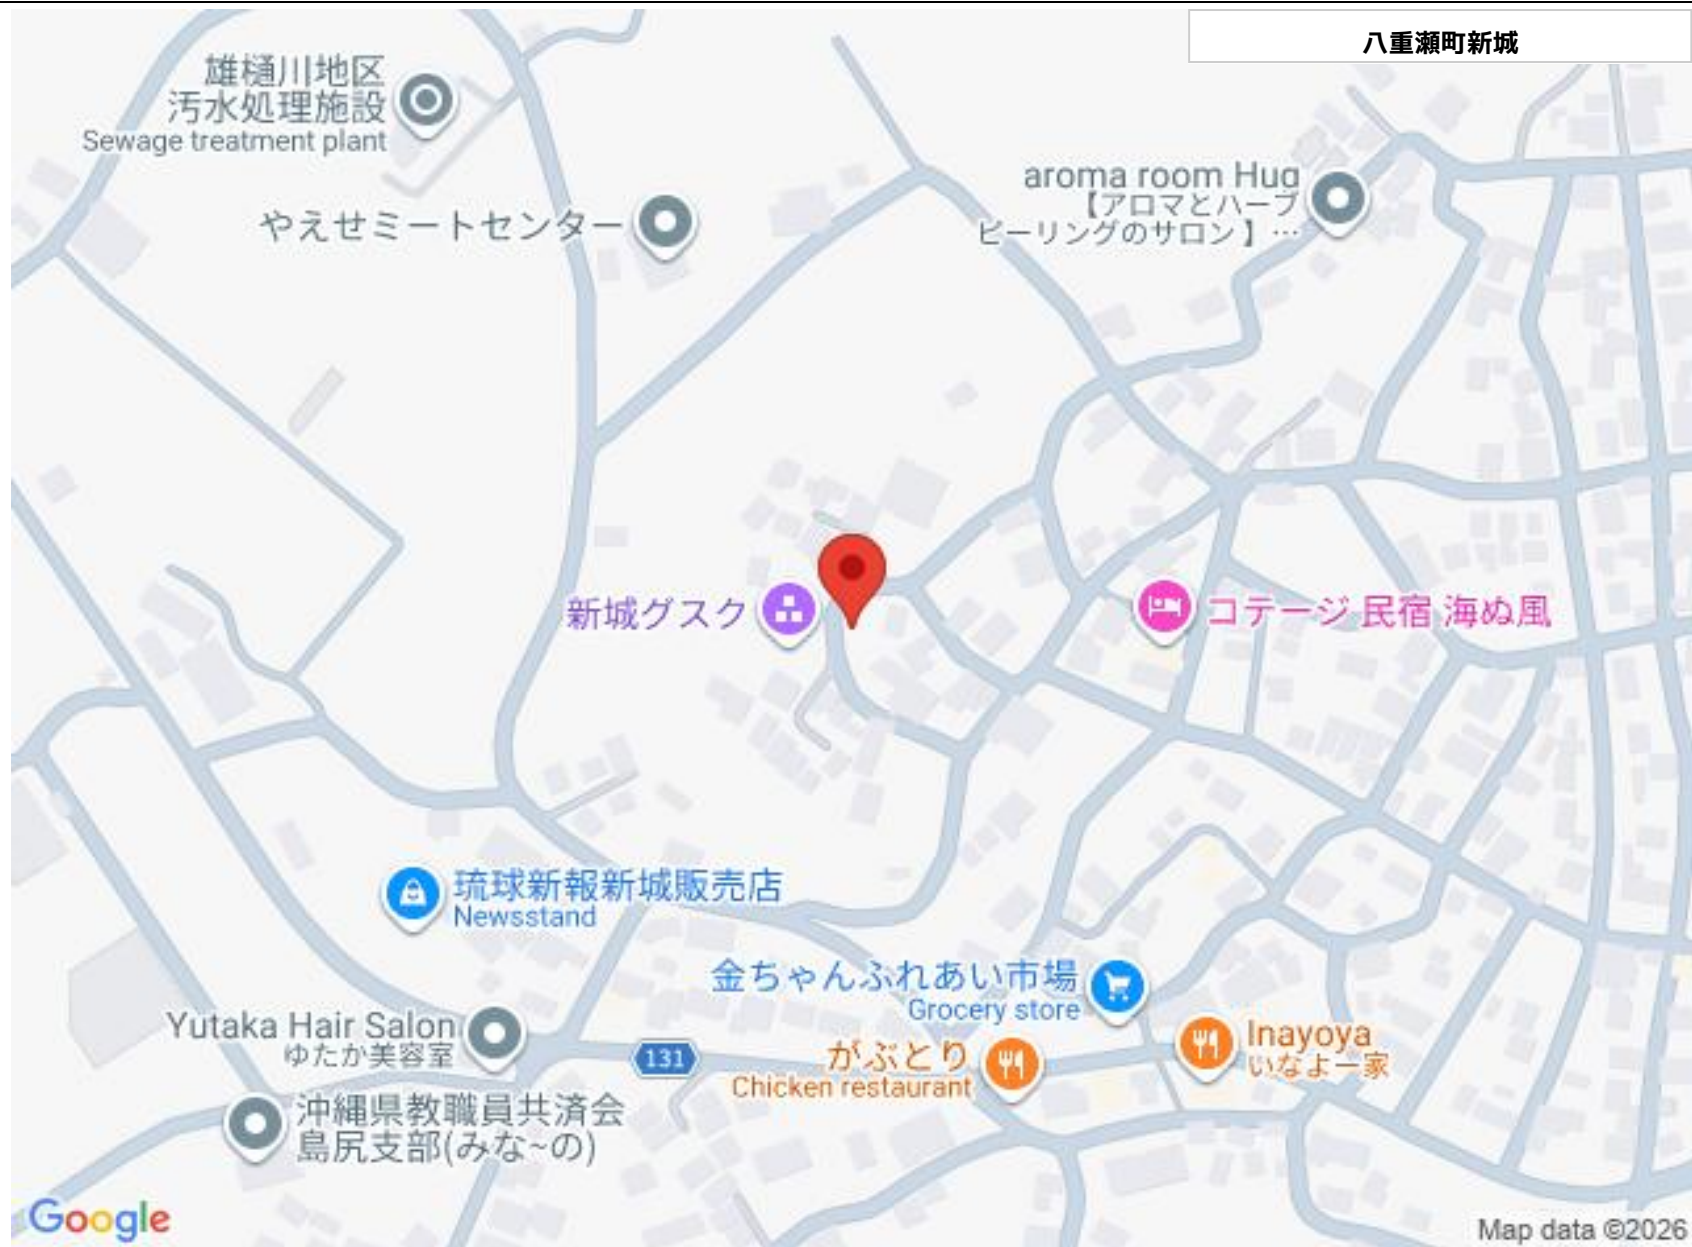 八重瀬町新城
雄樋川地区
汚水処理施設
Sewage treatment plant
やえせミートセンター
aroma room Hug
【アロマとハーブ
ピーリングのサロン】…
新城グスク
コテージ 民宿 海ぬ風
琉球新報新城販売店
Newsstand
金ちゃんふれあい市場
Grocery store
Yutaka Hair Salon
ゆたか美容室
131
がぶとり
Chicken restaurant
Inayoya
いなよー家
沖縄県教職員共済会
島尻支部(みな~の)
Google
Map data ©2026